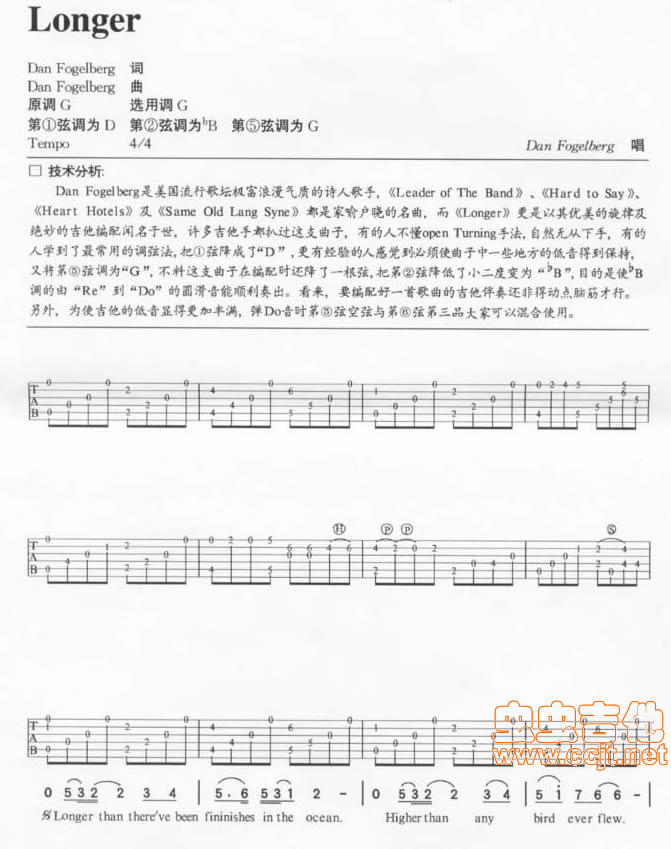 Longer
Dan Fogelberg 词
Dan Fogelberg 曲
原调 G 选用调 G
第①弦调为 D 第②弦调为♭B 第⑤弦调为 G
Tempo 4/4
Dan Fogelberg 唱
□ 技术分析:
Dan Fogelberg是美国流行歌坛极富浪漫气质的诗人歌手,《Leader of The Band》、《Hard to Say》、
《Heart Hotels》及《Same Old Lang Syne》都是家喻户晓的名曲,而《Longer》更是以其优美的旋律及
绝妙的吉他编配闻名于世,许多吉他手都扒过这支曲子,有的人不懂open Turning手法,自然无从下手,有的
人学到了最常用的调弦法,把①弦降成了“D”,更有经验的人感觉到必须使曲子中一些地方的低音得到保持,
又将第⑤弦调为“G”,不料这支曲子在编配时还降了一根弦,把第②弦降低了小二度变为“♭B”,目的是使♭B
调的由“Re”到“Do”的圆滑音能顺利奏出。看来,要编配好一首歌曲的吉他伴奏还非得动点脑筋才行。
另外,为使吉他的低音显得更加丰满,弹Do音时第⑤弦空弦与第⑥弦第三品大家可以混合使用。
T A B
H P P S
T A B
T A B
虫虫吉他
www.ccjt.net
0 5 3 2 2 3 4 | 5. 6 5 3 1 2 - | 0 5 3 2 2 3 4 | 5 i 7 6 6 - |
Longer than there've been fininishes in the ocean. Higher than any bird ever flew.